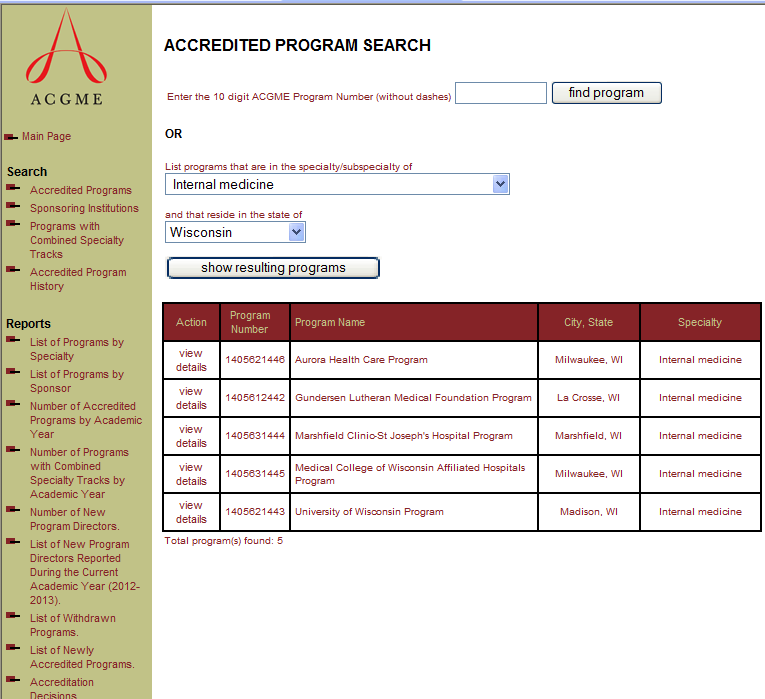 ACGME
Main Page
Search
Accredited Programs
Sponsoring Institutions
Programs with
Combined Specialty
Tracks
Accredited Program
History
Reports
List of Programs by
Specialty
List of Programs by
Sponsor
Number of Accredited
Programs by Academic
Year
Number of Programs
with Combined
Specialty Tracks by
Academic Year
Number of New
Program Directors.
List of New Program
Directors Reported
During the Current
Academic Year (2012-
2013).
List of Withdrawn
Programs.
List of Newly
Accredited Programs.
Accreditation
Decisions
ACCREDITED PROGRAM SEARCH
Enter the 10 digit ACGME Program Number (without dashes) find program
OR
List programs that are in the specialty/subspecialty of
Internal medicine
and that reside in the state of
Wisconsin
show resulting programs
Action Program Number Program Name City, State Specialty
view details 1405621446 Aurora Health Care Program Milwaukee, WI Internal medicine
view details 1405612442 Gundersen Lutheran Medical Foundation Program La Crosse, WI Internal medicine
view details 1405631444 Marshfield Clinic-St Joseph's Hospital Program Marshfield, WI Internal medicine
view details 1405631445 Medical College of Wisconsin Affiliated Hospitals Program Milwaukee, WI Internal medicine
view details 1405621443 University of Wisconsin Program Madison, WI Internal medicine
Total program(s) found: 5